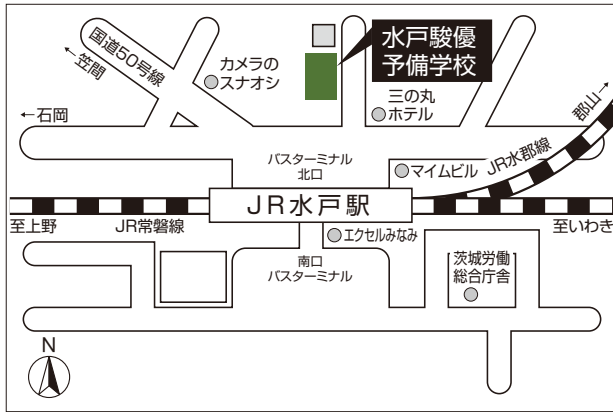 国道50号線
←笠間
カメラの
スナオシ
水戸駿優
予備学校
三の丸
ホテル
郡山→
←石岡
バスターミナル
北口
マイムビル
JR水郡線
JR水戸駅
至上野
JR常磐線
至いわき
エクセルみなみ
南口
バスターミナル
茨城労働
総合庁舎
N